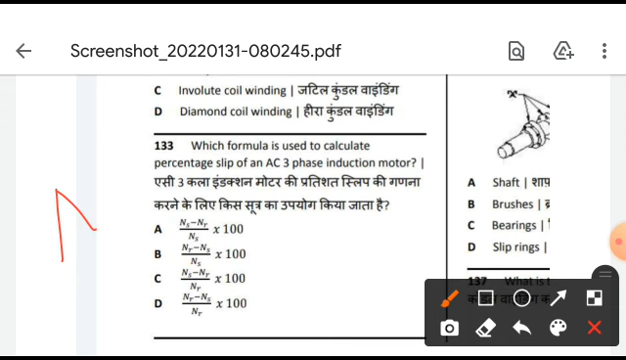 Screenshot_20220131-080245.pdf
C Involute coil winding | जटिल कुंडल वाइंडिंग
D Diamond coil winding | हीरा कुंडल वाइंडिंग
133 Which formula is used to calculate
percentage slip of an AC 3 phase induction motor? |
एसी 3 कला इंडक्शन मोटर की प्रतिशत स्लिप की गणना
करने के लिए किस सूत्र का उपयोग किया जाता है?
A (Ns−Nr)/Ns x 100
B (Nr−Ns)/Ns x 100
C (Ns−Nr)/Nr x 100
D (Nr−Ns)/Nr x 100
N
"X"
A Shaft | शाफ
B Brushes |
C Bearings |
D Slip rings |
137 What is